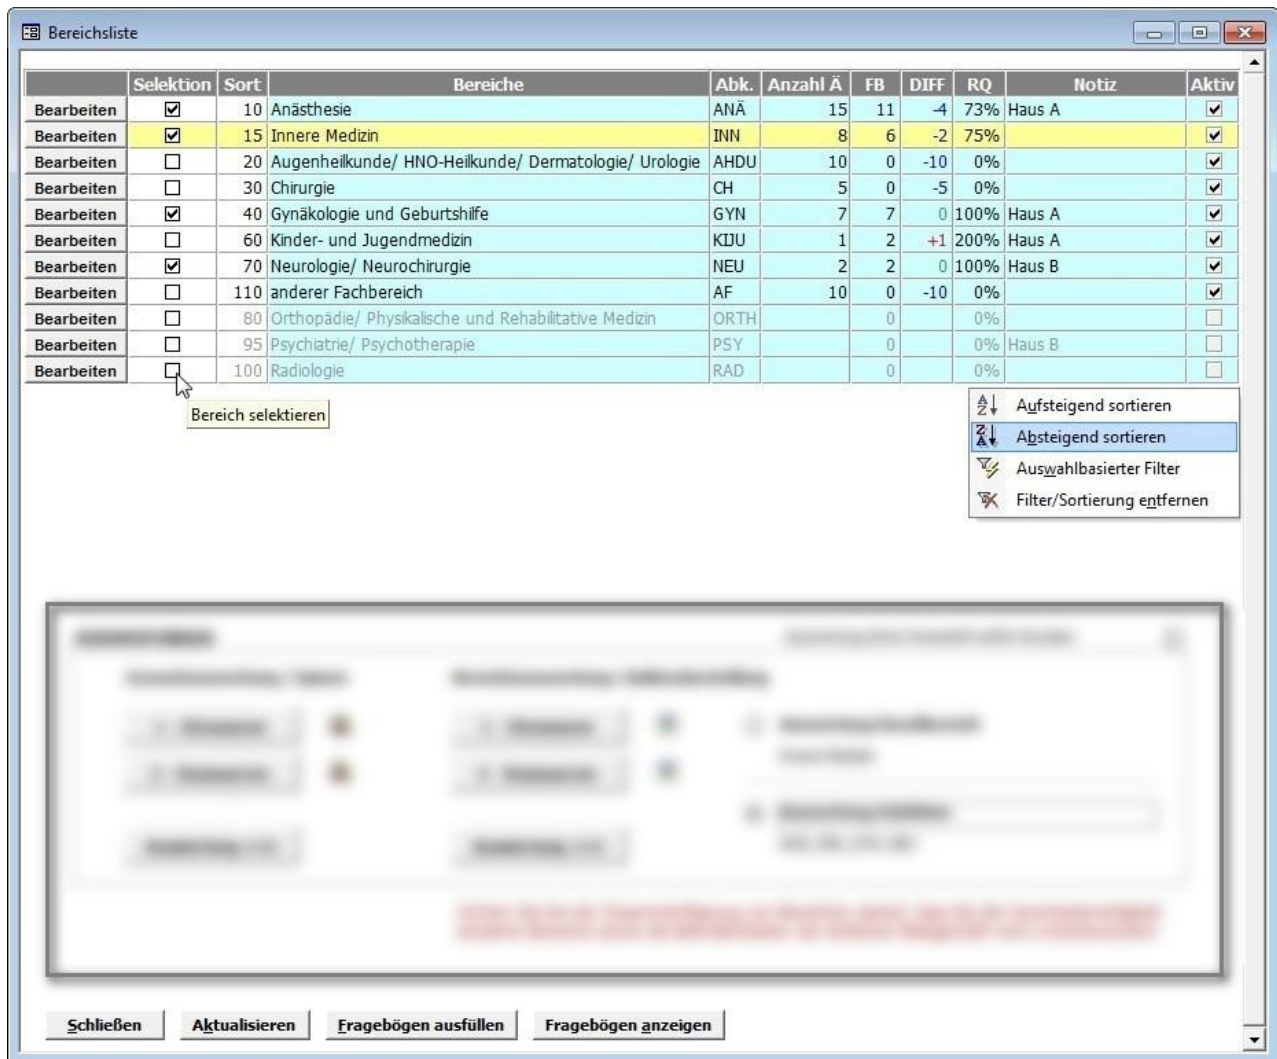 Bereichsliste
Selektion Sort Bereiche Abk. Anzahl Ä FB DIFF RQ Notiz Aktiv
Bearbeiten 10 Anästhesie ANÄ 15 11 -4 73% Haus A
Bearbeiten 15 Innere Medizin INN 8 6 -2 75%
Bearbeiten 20 Augenheilkunde/ HNO-Heilkunde/ Dermatologie/ Urologie AHDU 10 0 -10 0%
Bearbeiten 30 Chirurgie CH 5 0 -5 0%
Bearbeiten 40 Gynäkologie und Geburtshilfe GYN 7 7 0 100% Haus A
Bearbeiten 60 Kinder- und Jugendmedizin KIJU 1 2 +1 200% Haus A
Bearbeiten 70 Neurologie/ Neurochirurgie NEU 2 2 0 100% Haus B
Bearbeiten 110 anderer Fachbereich AF 10 0 -10 0%
Bearbeiten 80 Orthopädie/ Physikalische und Rehabilitative Medizin ORTH 0 0%
Bearbeiten 95 Psychiatrie/ Psychotherapie PSY 0 0% Haus B
Bearbeiten 100 Radiologie RAD 0 0%
Bereich selektieren
Aufsteigend sortieren
Absteigend sortieren
Auswahlbasierter Filter
Filter/Sortierung entfernen
Schließen Aktualisieren Fragebögen ausfüllen Fragebögen anzeigen